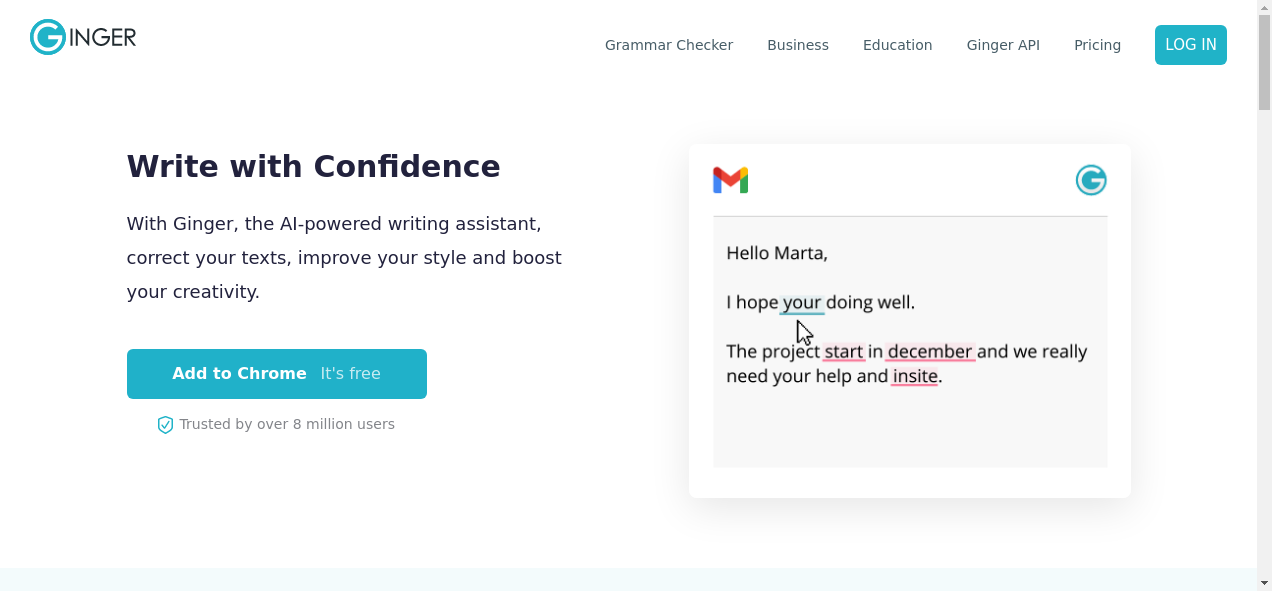 GINGER
Grammar Checker Business Education Ginger API Pricing LOG IN
Write with Confidence
With Ginger, the AI-powered writing assistant,
correct your texts, improve your style and boost
your creativity.
Add to Chrome It's free
Trusted by over 8 million users
Hello Marta,
I hope your doing well.
The project start in december and we really
need your help and insite.